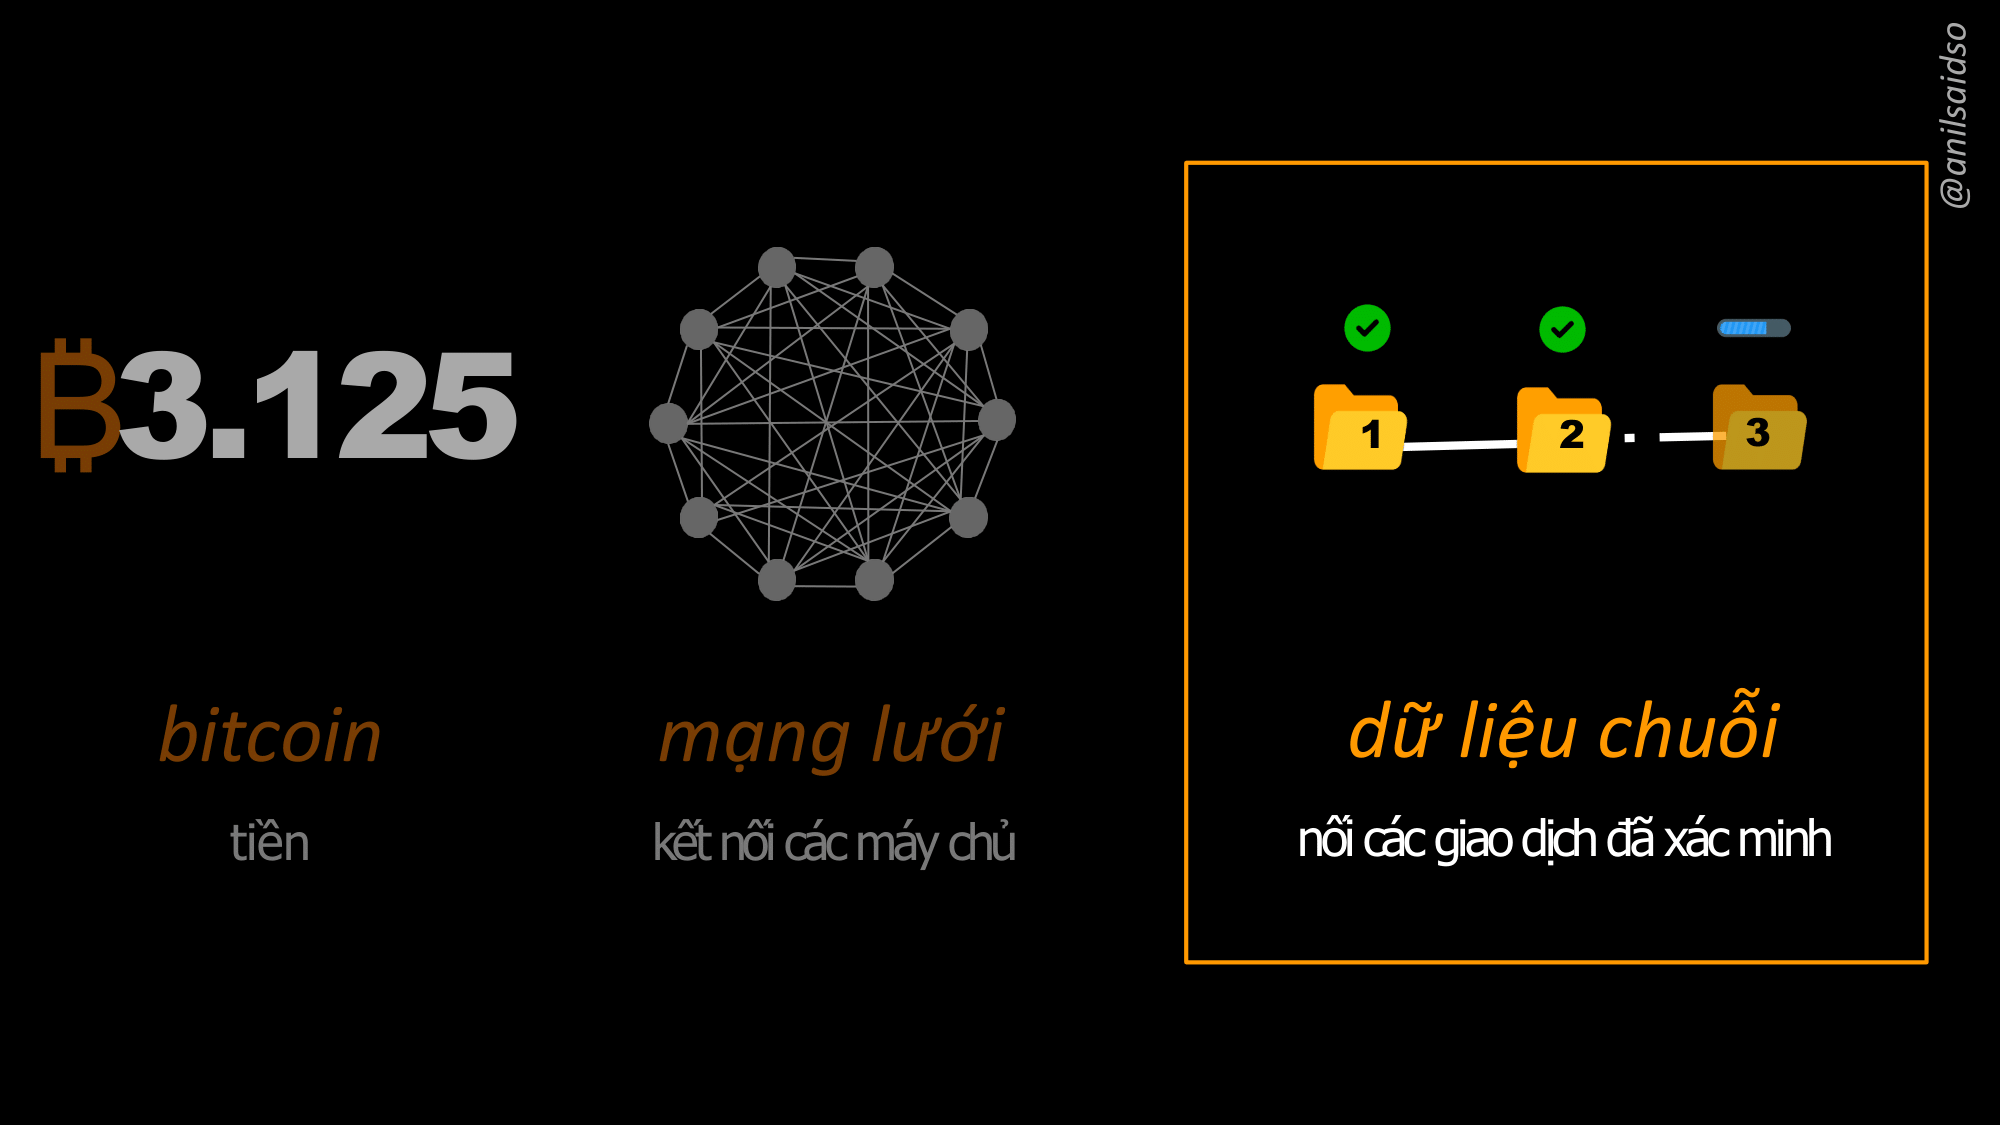 @anilsaidso
₿3.125
1 2 3
bitcoin
mạng lưới
dữ liệu chuỗi
tiền
kết nối các máy chủ
nối các giao dịch đã xác minh